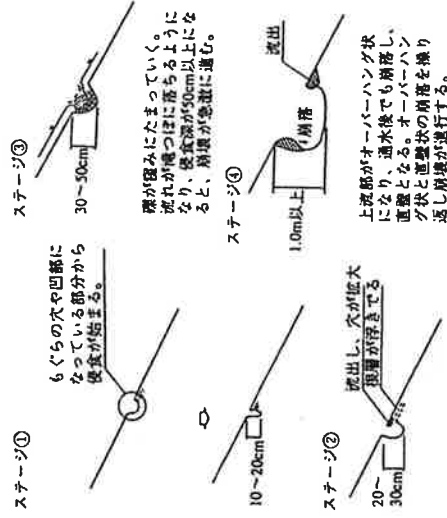 ステージ①
もぐらの穴や凹部に
なっている部分から
侵食が始まる。
10～20cm
ステージ②
流出し、穴が拡大
根層が浮きでる
20～
30cm
ステージ③
30～50cm
礫が窪みにたまっていく。
流れが滝つぼに落ちるように
なり、侵食深が50cm以上にな
ると、崩壊が急激に進む。
ステージ④
流出
崩落
1.0m以上
上流部がオーバーハング状
になり、通水後でも崩落し、
直壁となる。オーバーハン
グ状と直壁状の崩落を繰り
返し崩壊が進行する。